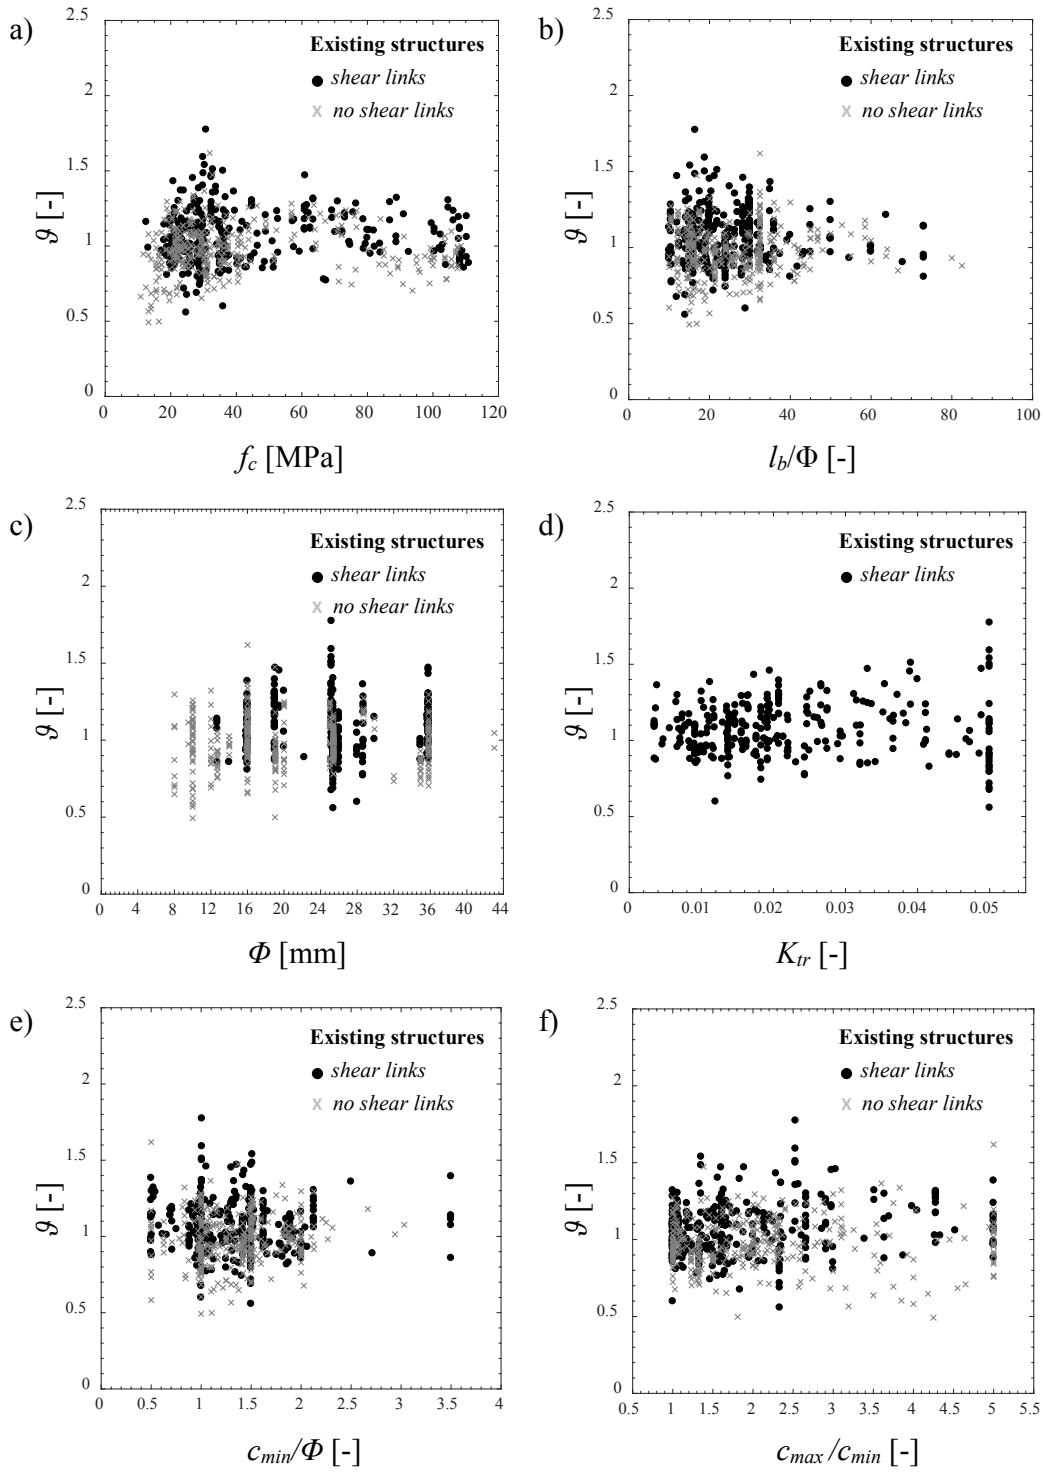 a)
Existing structures
shear links
no shear links
2.5
2
1.5
1
0.5
0
ϑ [-]
0 20 40 60 80 100 120
f_c [MPa]
b)
Existing structures
shear links
no shear links
2.5
2
1.5
1
0.5
0
ϑ [-]
0 20 40 60 80 100
l_b/Φ [-]
c)
Existing structures
shear links
no shear links
2.5
2
1.5
1
0.5
0
ϑ [-]
0 4 8 12 16 20 24 28 32 36 40 44
Φ [mm]
d)
Existing structures
shear links
2.5
2
1.5
1
0.5
0
ϑ [-]
0 0.01 0.02 0.03 0.04 0.05
K_tr [-]
e)
Existing structures
shear links
no shear links
2.5
2
1.5
1
0.5
0
ϑ [-]
0 0.5 1 1.5 2 2.5 3 3.5 4
c_min/Φ [-]
f)
Existing structures
shear links
no shear links
2.5
2
1.5
1
0.5
0
ϑ [-]
0.5 1 1.5 2 2.5 3 3.5 4 4.5 5 5.5
c_max/c_min [-]